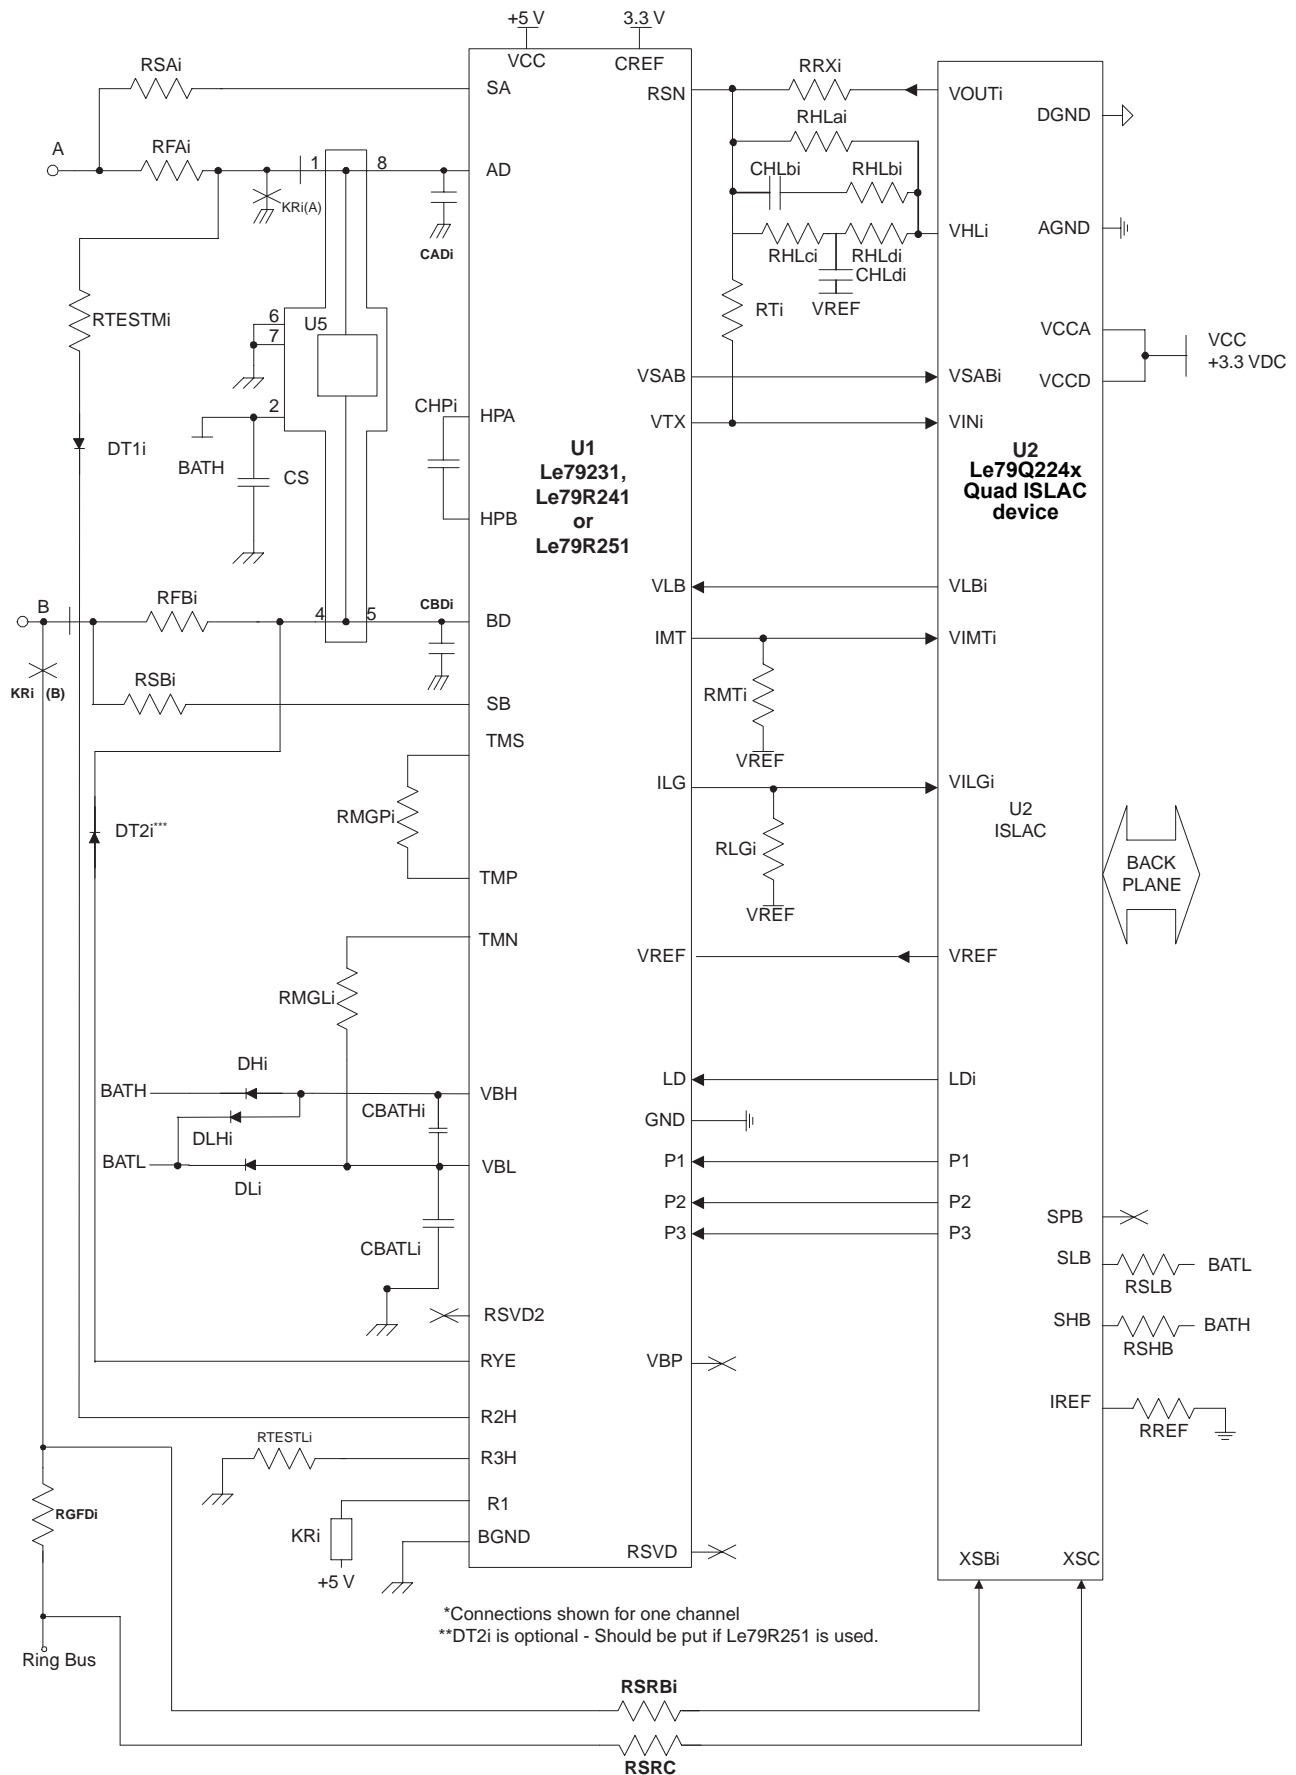 +5 V
3.3 V
VCC
CREF
RSAi
SA
RSN
RRXi
VOUTi
DGND
RHLai
A
RFAi
1
8
AD
KRi(A)
CADi
CHLbi
RHLbi
VHLi
AGND
RHLci
RHLdi
CHLdi
VREF
RTi
RTESTMi
6
7
U5
VCCA
VCC
+3.3 VDC
VCCD
VSAB
VSABi
2
CHPi
HPA
VTX
VINi
DT1i
BATH
CS
HPB
U1
Le79231,
Le79R241
or
Le79R251
U2
Le79Q224x
Quad ISLAC
device
VLB
VLBi
B
RFBi
4
5
CBDi
BD
IMT
VIMTi
KRi (B)
RSBi
SB
RMTi
VREF
TMS
RMGPi
ILG
VILGi
U2
ISLAC
DT2i***
RLGi
VREF
TMP
BACK
PLANE
TMN
RMGLi
VREF
VREF
DHi
BATH
CBATHi
VBH
LD
LDi
DLHi
GND
BATL
DLi
VBL
P1
P1
P2
P2
P3
P3
SPB
CBATLi
SLB
RSLB
BATL
RSVD2
SHB
RSHB
BATH
RYE
VBP
IREF
RREF
R2H
RTESTLi
R3H
RGFDi
R1
KRi
+5 V
BGND
RSVD
XSBi
XSC
*Connections shown for one channel
**DT2i is optional - Should be put if Le79R251 is used.
Ring Bus
RSRBi
RSRC